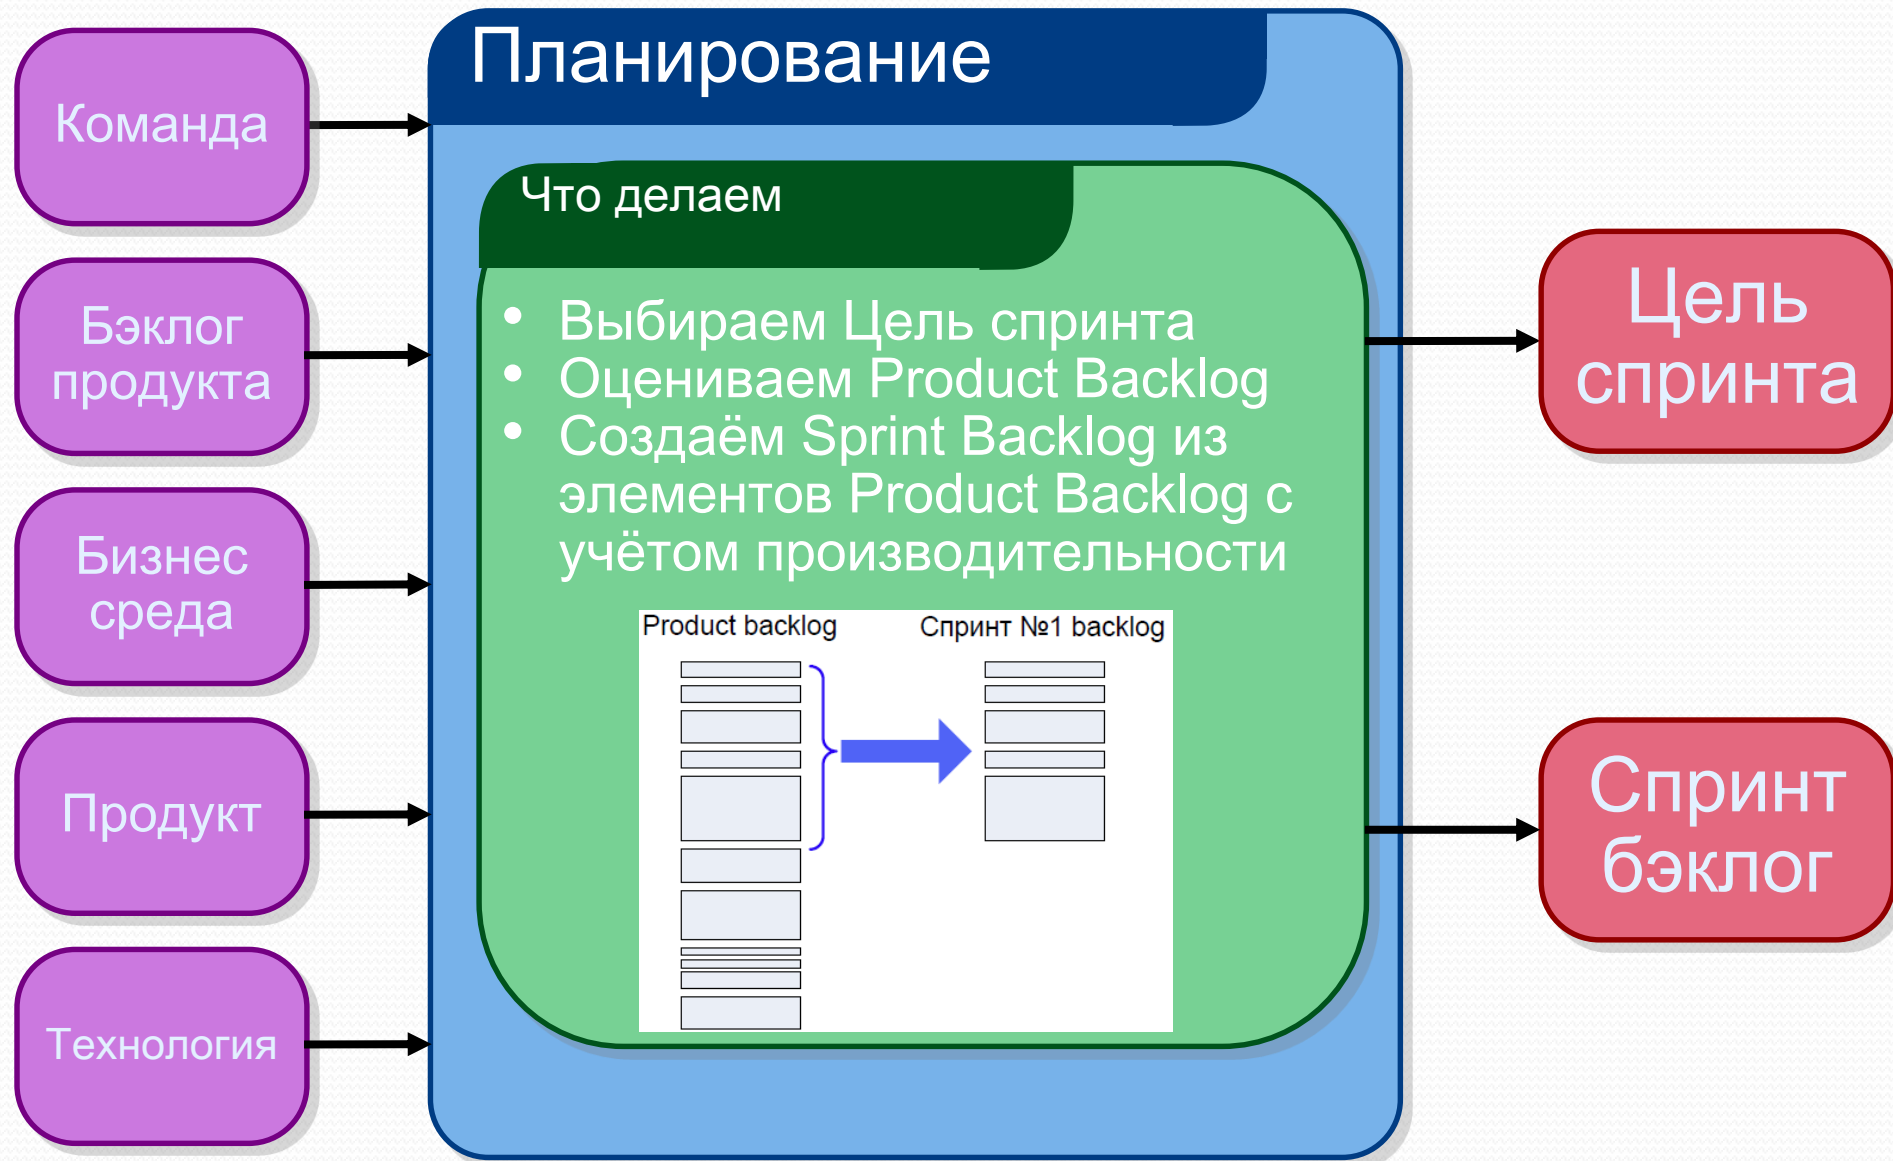 Команда
Бэклог
продукта
Бизнес
среда
Продукт
Технология
Планирование
Что делаем
• Выбираем Цель спринта
• Оцениваем Product Backlog
• Создаём Sprint Backlog из
элементов Product Backlog с
учётом производительности
Product backlog
Спринт №1 backlog
Цель
спринта
Спринт
бэклог